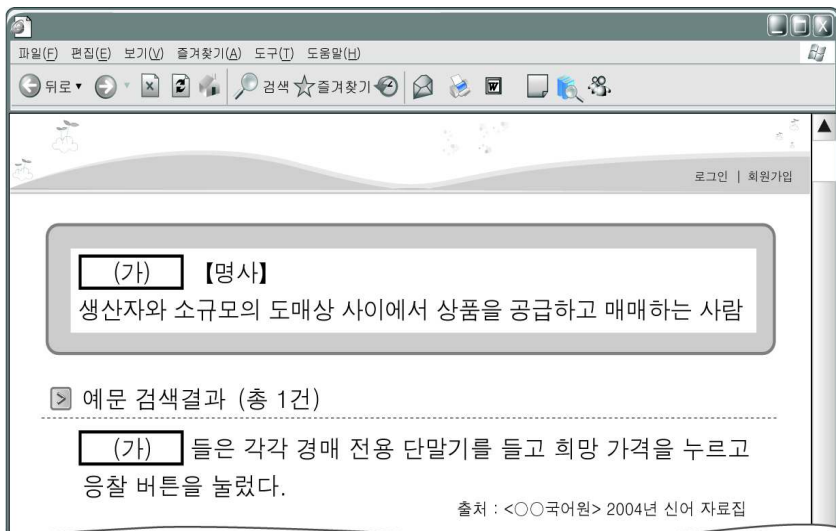 파일(F) 편집(E) 보기(V) 즐겨찾기(A) 도구(T) 도움말(H)
뒤로 검색 즐겨찾기 W
로그인 | 회원가입
(가) 【명사】
생산자와 소규모의 도매상 사이에서 상품을 공급하고 매매하는 사람
> 예문 검색결과 (총 1건)
(가) 들은 각각 경매 전용 단말기를 들고 희망 가격을 누르고
응찰 버튼을 눌렀다.
출처 : <○○국어원> 2004년 신어 자료집